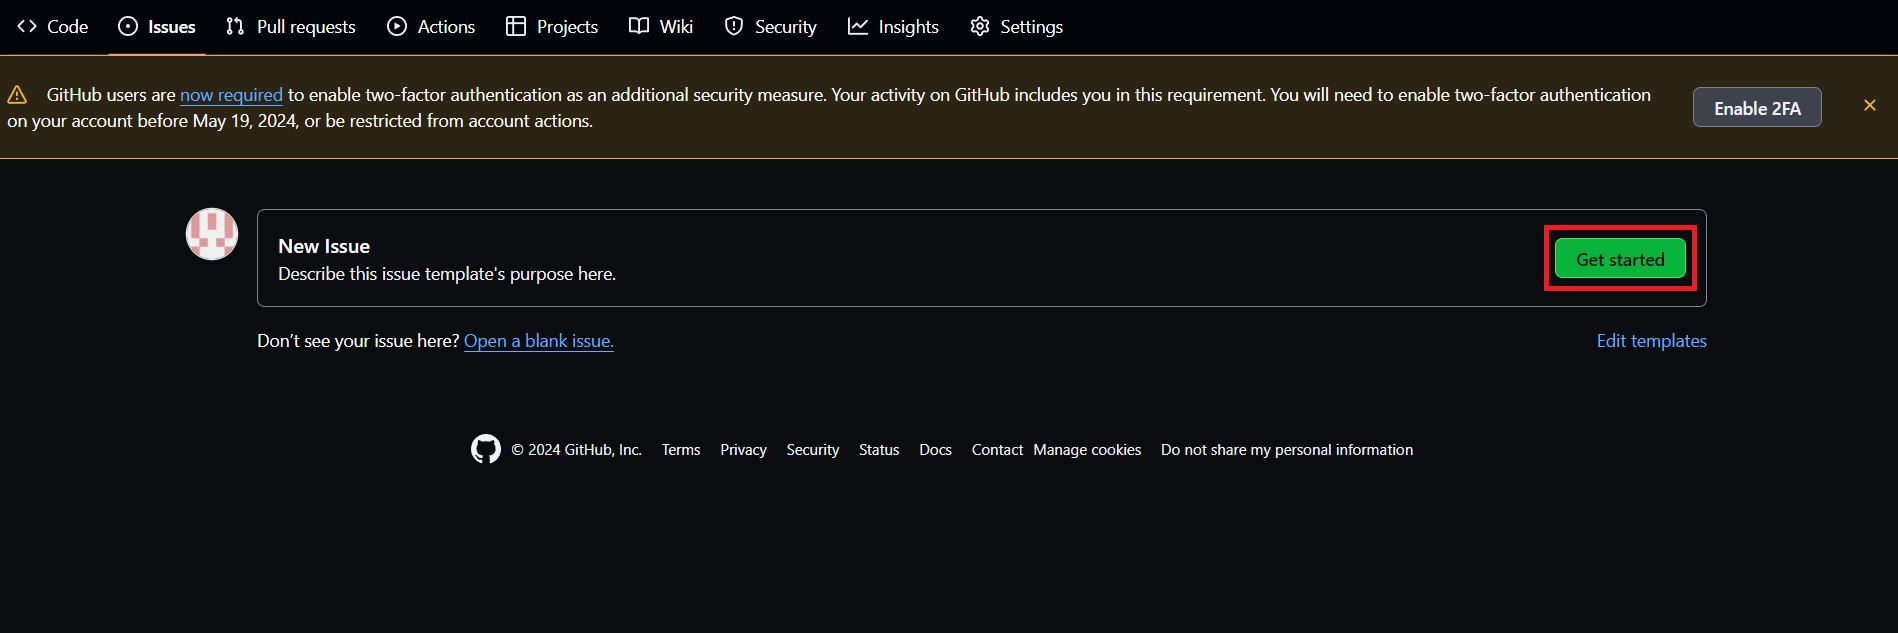 Code Issues Pull requests Actions Projects Wiki Security Insights Settings
GitHub users are now required to enable two-factor authentication as an additional security measure. Your activity on GitHub includes you in this requirement. You will need to enable two-factor authentication
on your account before May 19, 2024, or be restricted from account actions.
Enable 2FA
New Issue
Describe this issue template's purpose here.
Get started
Don’t see your issue here? Open a blank issue.
Edit templates
© 2024 GitHub, Inc. Terms Privacy Security Status Docs Contact Manage cookies Do not share my personal information